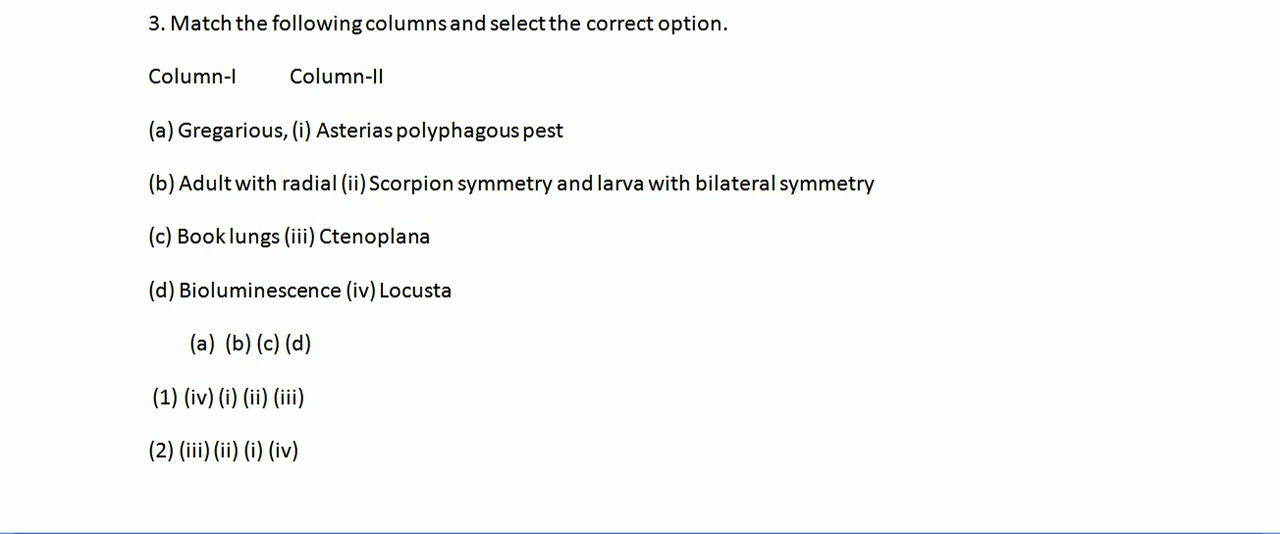 3. Match the following columns and select the correct option.
Column-I Column-II
(a) Gregarious, (i) Asterias polyphagous pest
(b) Adult with radial (ii) Scorpion symmetry and larva with bilateral symmetry
(c) Book lungs (iii) Ctenoplana
(d) Bioluminescence (iv) Locusta
(a) (b) (c) (d)
(1) (iv) (i) (ii) (iii)
(2) (iii) (ii) (i) (iv)